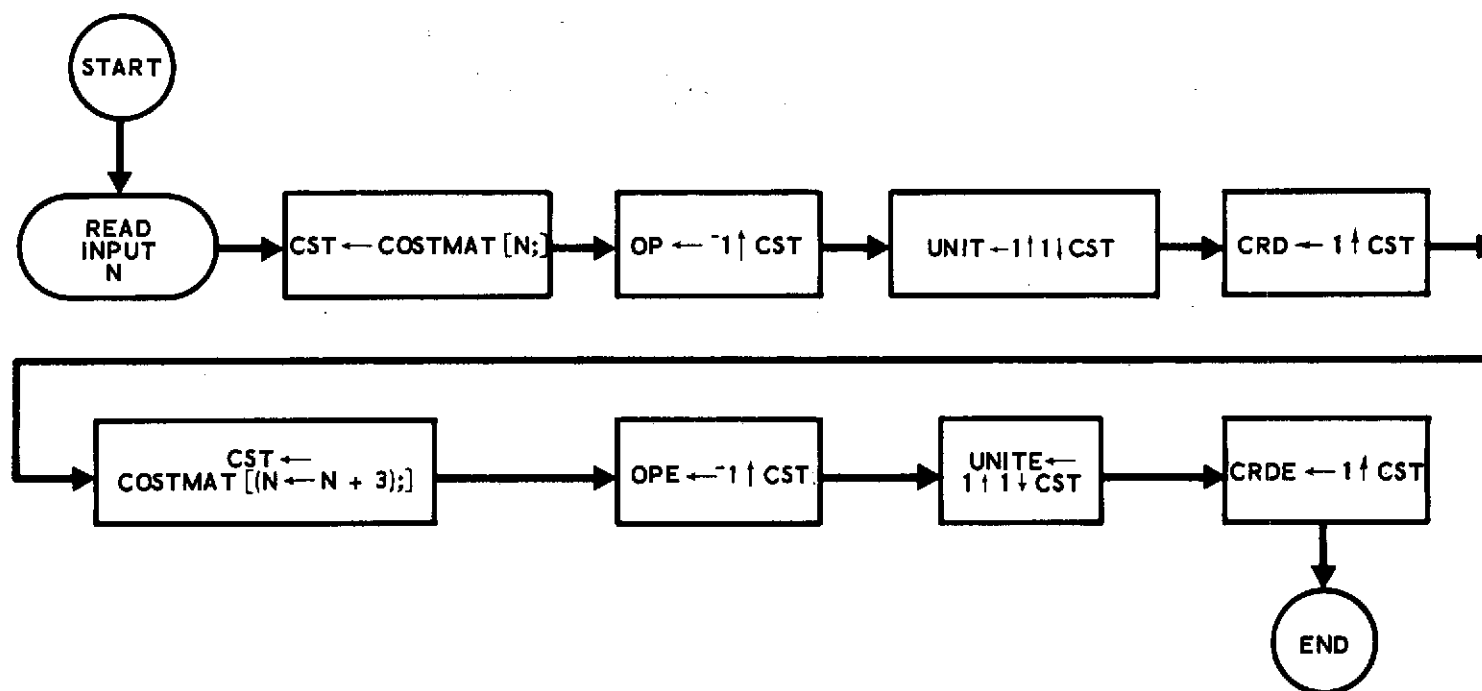 START
READ
INPUT
N
CST ← COSTMAT [N;]
OP ← ¯1 ↑ CST
UNIT ← 1 ↑ 1 ↓ CST
CRD ← 1 ↑ CST
CST ←
COSTMAT [(N ← N + 3);]
OPE ← ¯1 ↑ CST
UNITE ←
1 ↑ 1 ↓ CST
CRDE ← 1 ↑ CST
END